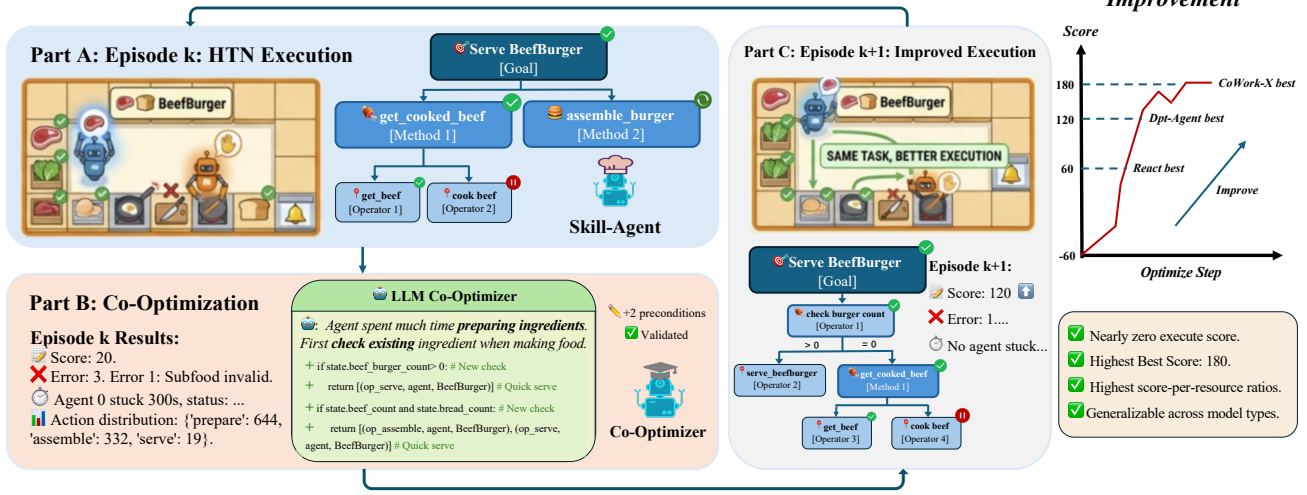 Improvement
Part A: Episode k: HTN Execution
BeefBurger
Serve BeefBurger
[Goal]
get_cooked_beef
[Method 1]
assemble_burger
[Method 2]
get_beef
[Operator 1]
cook beef
[Operator 2]
Skill-Agent
Part B: Co-Optimization
Episode k Results:
Score: 20.
Error: 3. Error 1: Subfood invalid.
Agent 0 stuck 300s, status: ...
Action distribution: {'prepare': 644,
'assemble': 332, 'serve': 19}.
LLM Co-Optimizer
: Agent spent much time preparing ingredients.
First check existing ingredient when making food.
+ if state.beef_burger_count> 0: # New check
+ return [(op_serve, agent, BeefBurger)] # Quick serve
+ if state.beef_count and state.bread_count: # New check
+ return [(op_assemble, agent, BeefBurger), (op_serve,
agent, BeefBurger)] # Quick serve
+2 preconditions
Validated
Co-Optimizer
Part C: Episode k+1: Improved Execution
BeefBurger
SAME TASK, BETTER EXECUTION
Serve BeefBurger
[Goal]
check burger count
[Operator 1]
> 0
= 0
serve_beefburger
[Operator 2]
get_cooked_beef
[Method 1]
get_beef
[Operator 3]
cook beef
[Operator 4]
Episode k+1:
Score: 120
Error: 1....
No agent stuck...
Score
180
120
60
-60
CoWork-X best
Dpt-Agent best
React best
Improve
Optimize Step
Nearly zero execute score.
Highest Best Score: 180.
Highest score-per-resource ratios.
Generalizable across model types.